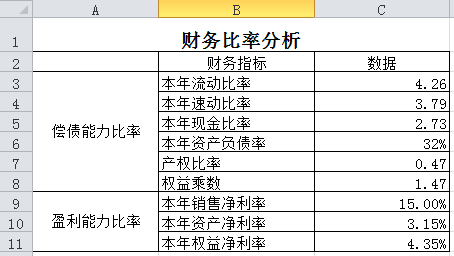 A B C
1 财务比率分析
2 财务指标 数据
3 本年流动比率 4.26
4 本年速动比率 3.79
5 偿债能力比率 本年现金比率 2.73
6 本年资产负债率 32%
7 产权比率 0.47
8 权益乘数 1.47
9 本年销售净利率 15.00%
10 盈利能力比率 本年资产净利率 3.15%
11 本年权益净利率 4.35%